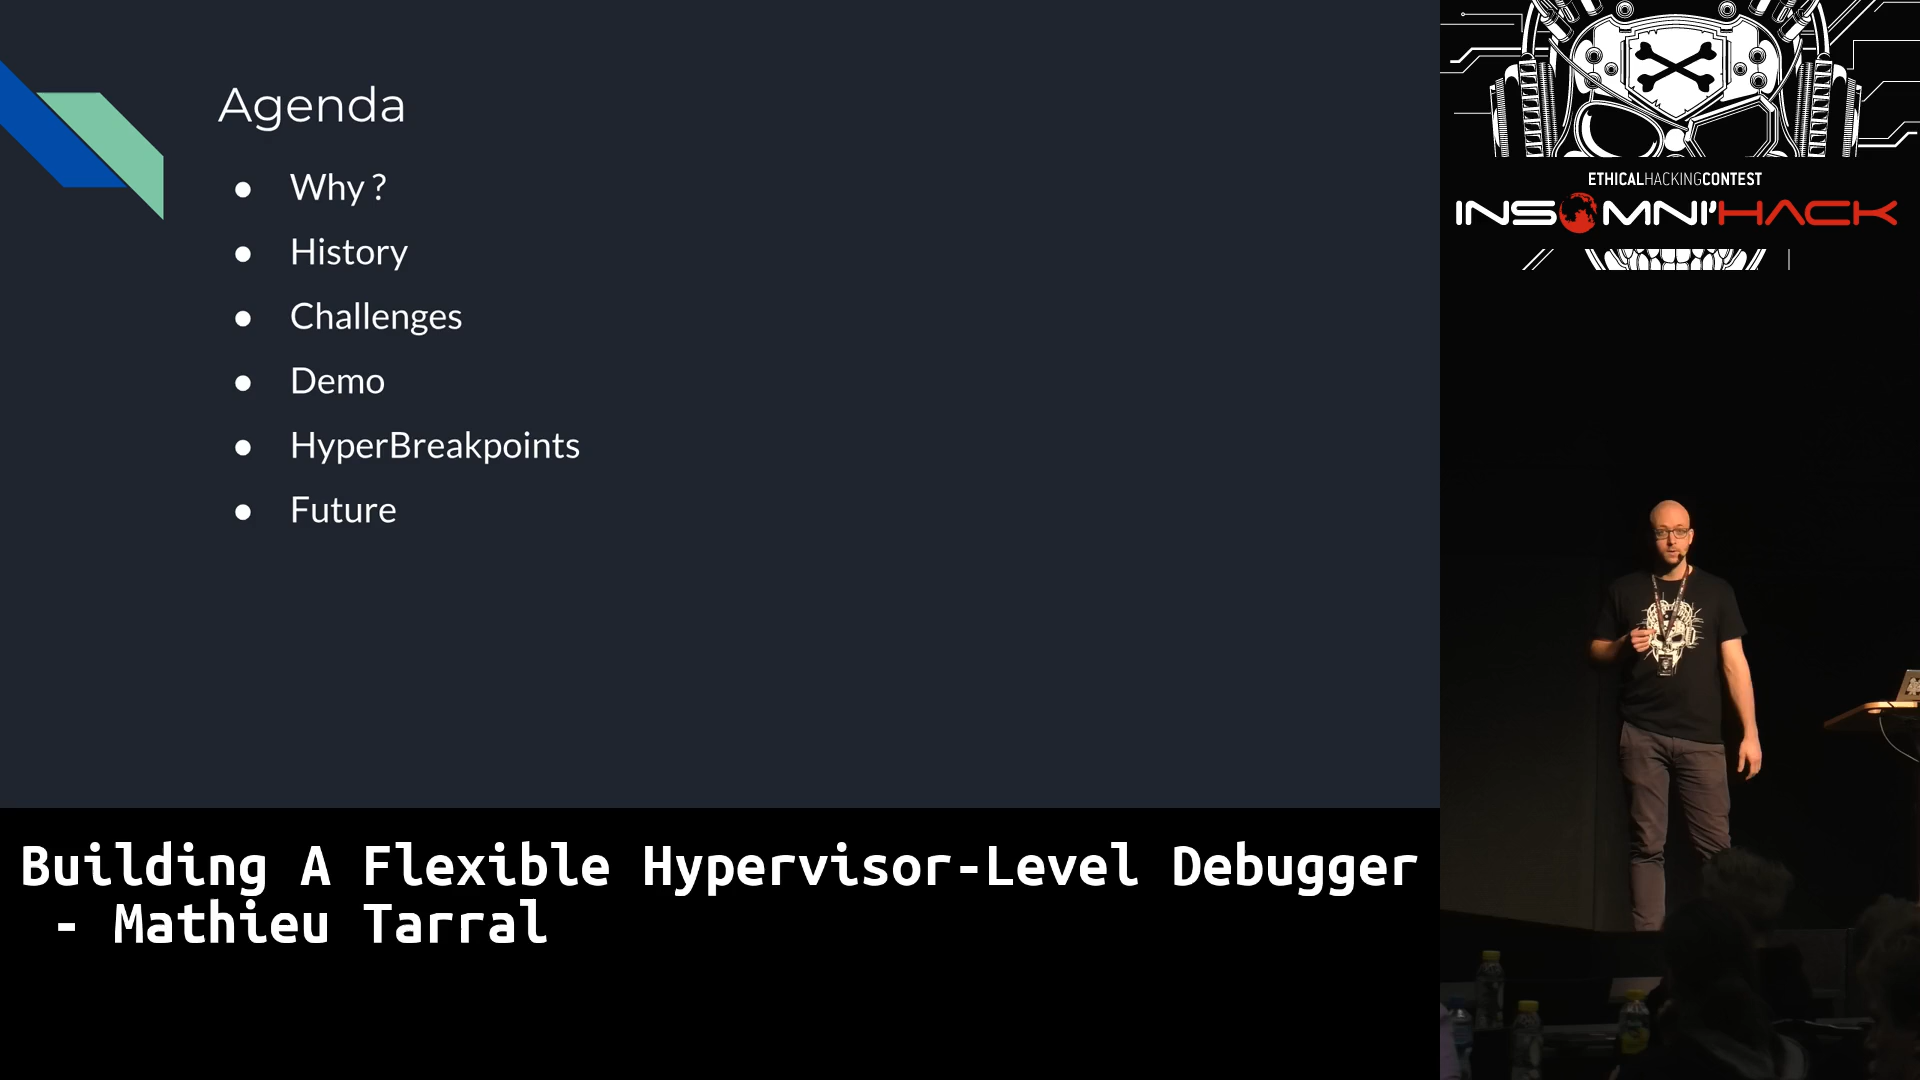 Agenda
● Why ?
● History
● Challenges
● Demo
● HyperBreakpoints
● Future
ETHICALHACKINGCONTEST
INSOMNI'HACK
Building A Flexible Hypervisor-Level Debugger
- Mathieu Tarral